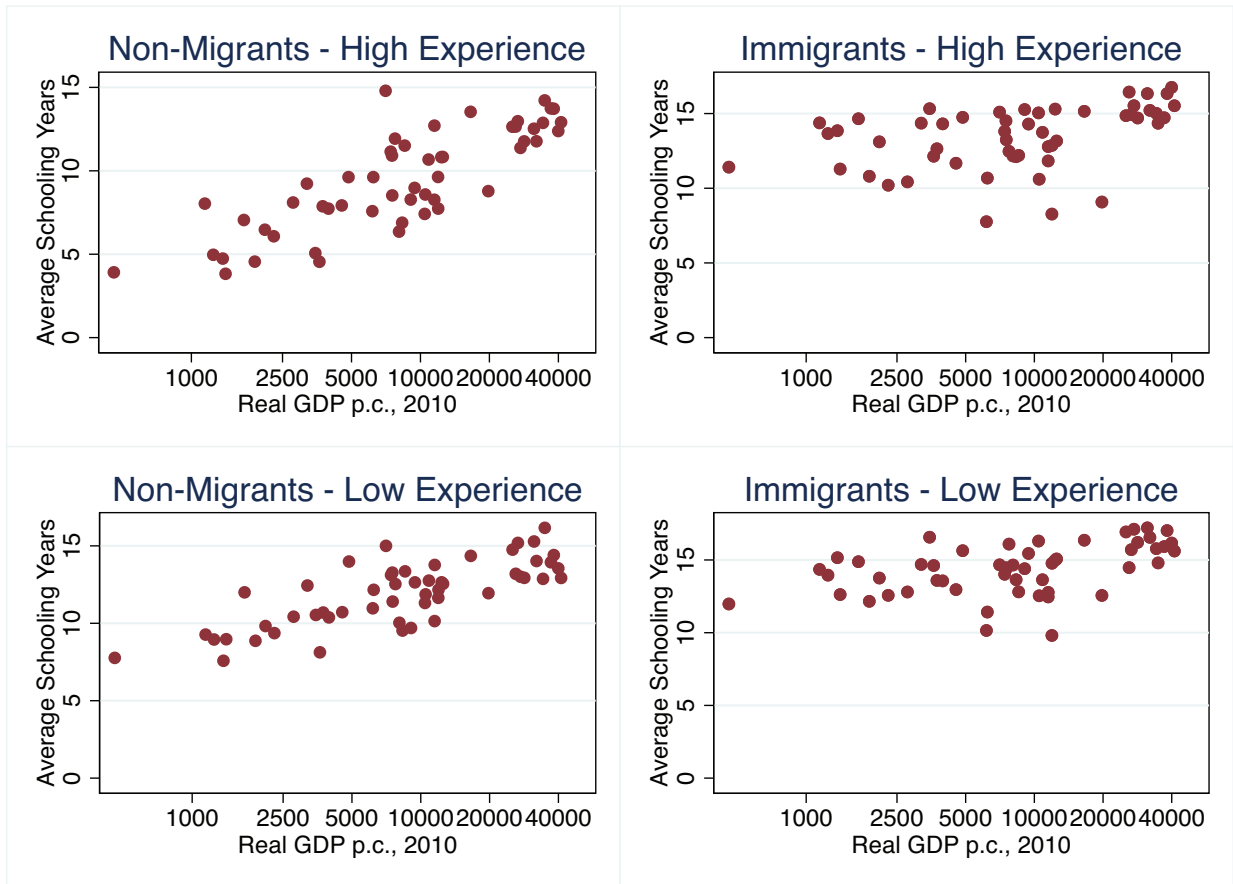 Non-Migrants - High Experience
Average Schooling Years
15
10
5
0
1000 2500 5000 10000 20000 40000
Real GDP p.c., 2010
Immigrants - High Experience
Average Schooling Years
15
10
5
0
1000 2500 5000 10000 20000 40000
Real GDP p.c., 2010
Non-Migrants - Low Experience
Average Schooling Years
15
10
5
0
1000 2500 5000 10000 20000 40000
Real GDP p.c., 2010
Immigrants - Low Experience
Average Schooling Years
15
10
5
0
1000 2500 5000 10000 20000 40000
Real GDP p.c., 2010